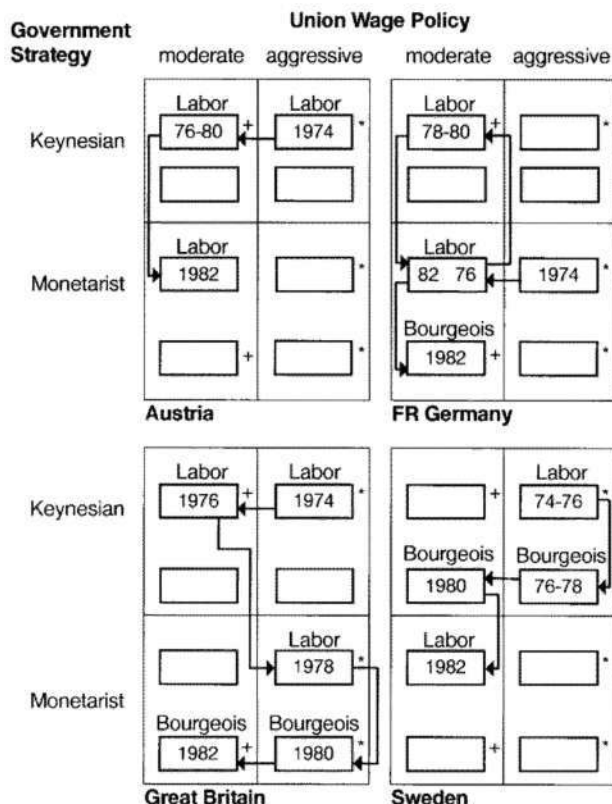 Government Strategy
Union Wage Policy
moderate aggressive moderate aggressive
Labor Labor Labor
Keynesian 76-80 + 1974 * 78-80 + *
Labor Labor
Monetarist 1982 * 82 76 1974 *
Bourgeois
+ * 1982 + *
Austria FR Germany
Labor Labor Labor
Keynesian 1976 + 1974 * + 74-76 *
Bourgeois Bourgeois
1980 76-78
Labor Labor
1978 * 1982 *
Monetarist
Bourgeois Bourgeois
1982 + 1980 * + *
Great Britain Sweden